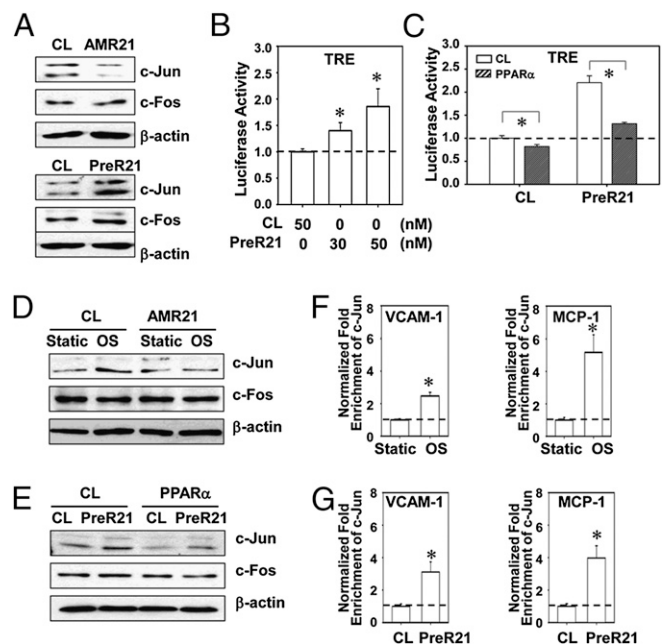 A
CL AMR21
c-Jun
c-Fos
β-actin
CL PreR21
c-Jun
c-Fos
β-actin
B
TRE
Luciferase Activity
3.0
2.5
2.0
1.5
1.0
0.5
0.0
*
*
CL 50 0 0 (nM)
PreR21 0 30 50 (nM)
C
TRE
CL
PPARα
Luciferase Activity
3.0
2.5
2.0
1.5
1.0
0.5
0.0
*
*
CL PreR21
D
CL AMR21
Static OS Static OS
c-Jun
c-Fos
β-actin
E
CL PPARα
CL PreR21 CL PreR21
c-Jun
c-Fos
β-actin
F
VCAM-1
Normalized Fold
Enrichment of c-Jun
8
6
4
2
0
*
Static OS
MCP-1
Normalized Fold
Enrichment of c-Jun
8
6
4
2
0
*
Static OS
G
VCAM-1
Normalized Fold
Enrichment of c-Jun
8
6
4
2
0
*
CL PreR21
MCP-1
Normalized Fold
Enrichment of c-Jun
8
6
4
2
0
*
CL PreR21